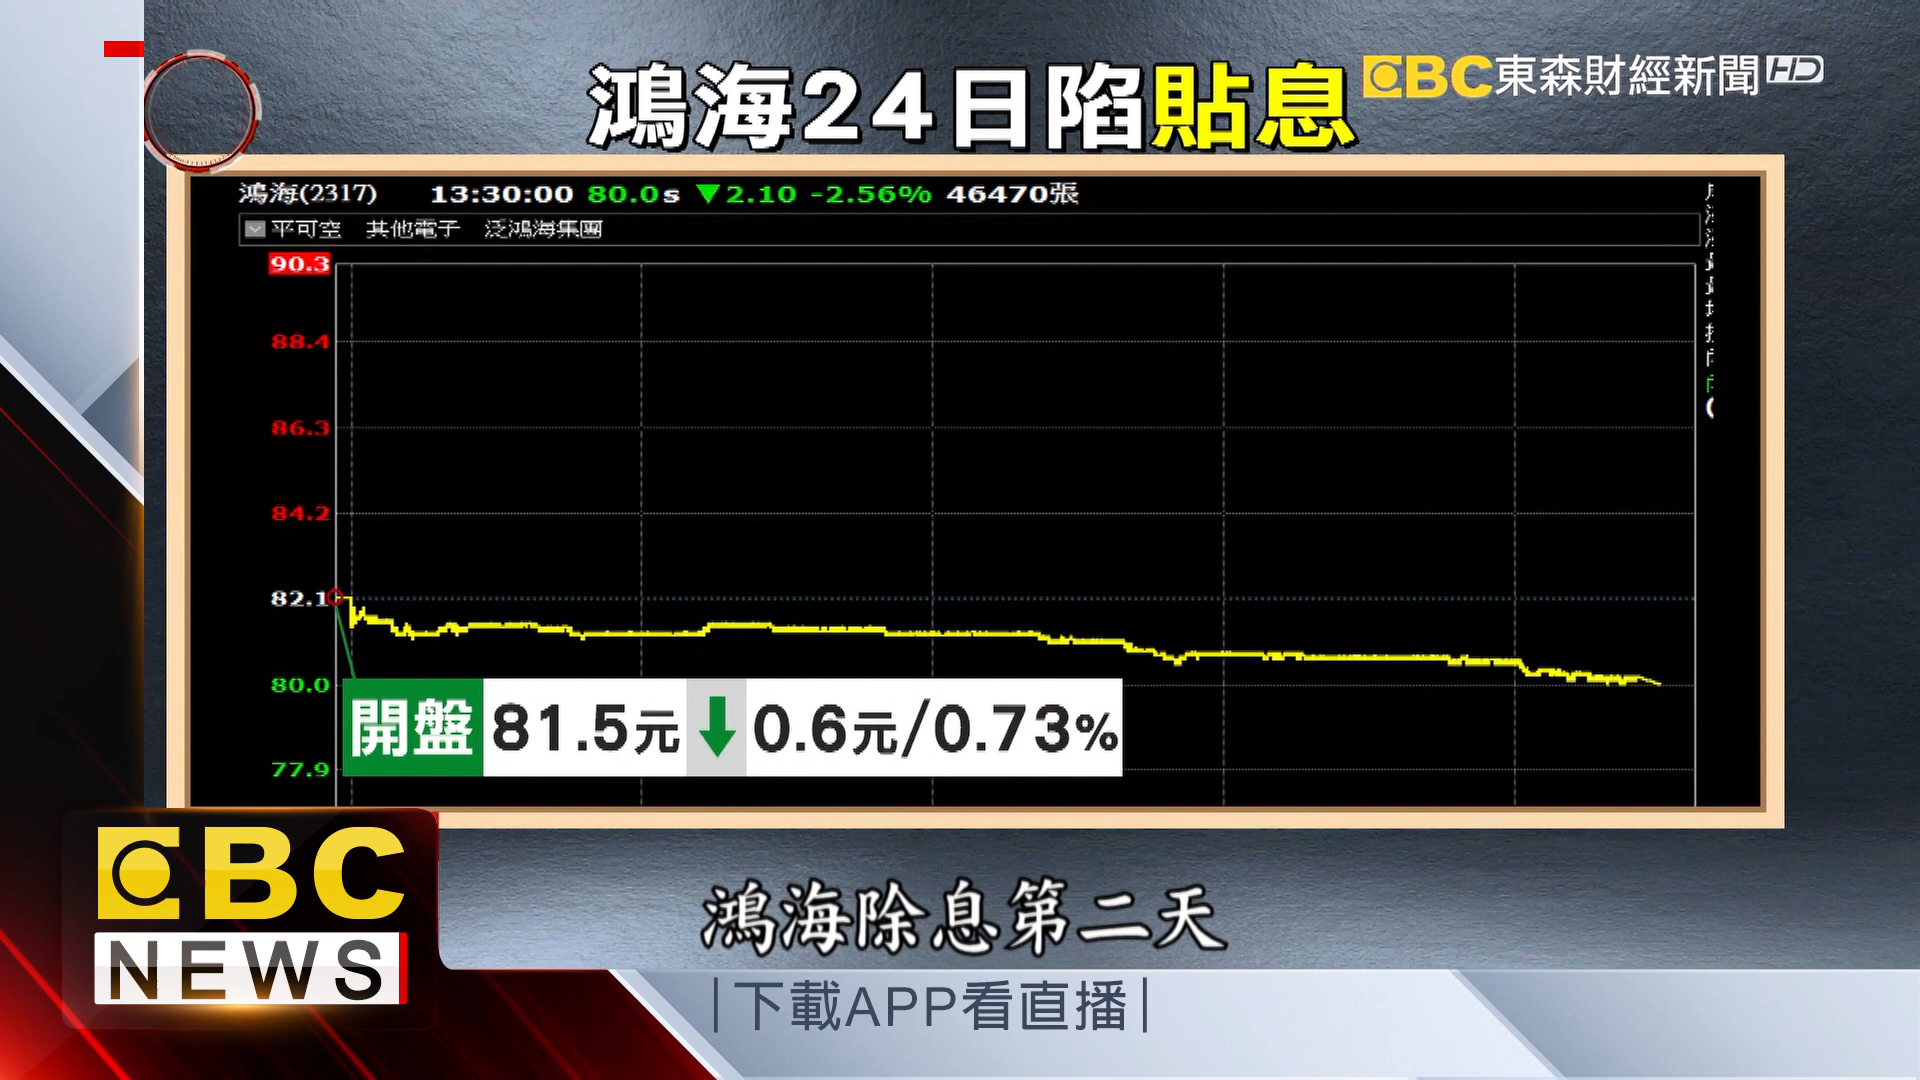 鴻海24日陷貼息
EBC東森財經新聞HD
鴻海(2317) 13:30:00 80.0s ▼2.10 -2.56% 46470張
平可空 其他電子 泛鴻海集團
90.3
88.4
86.3
84.2
82.1
80.0
77.9
開盤 81.5元 ↓ 0.6元/0.73%
鴻海除息第二天
EBC
NEWS
|下載APP看直播|